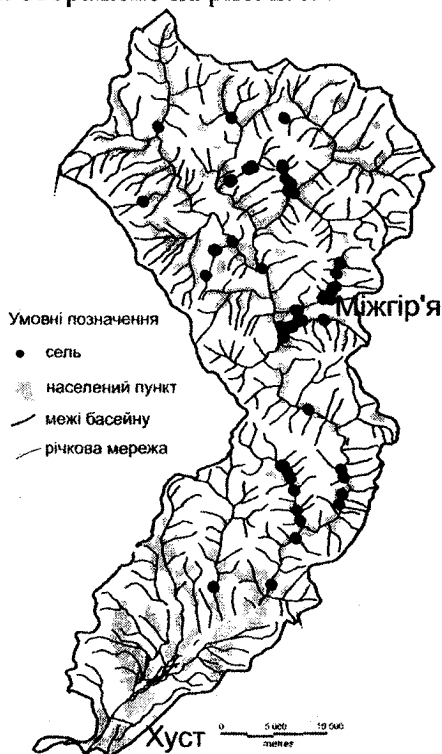 Міжгір'я
Умовні позначення
сель
населений пункт
межі басейну
річкова мережа
Хуст
0 5 000 10 000